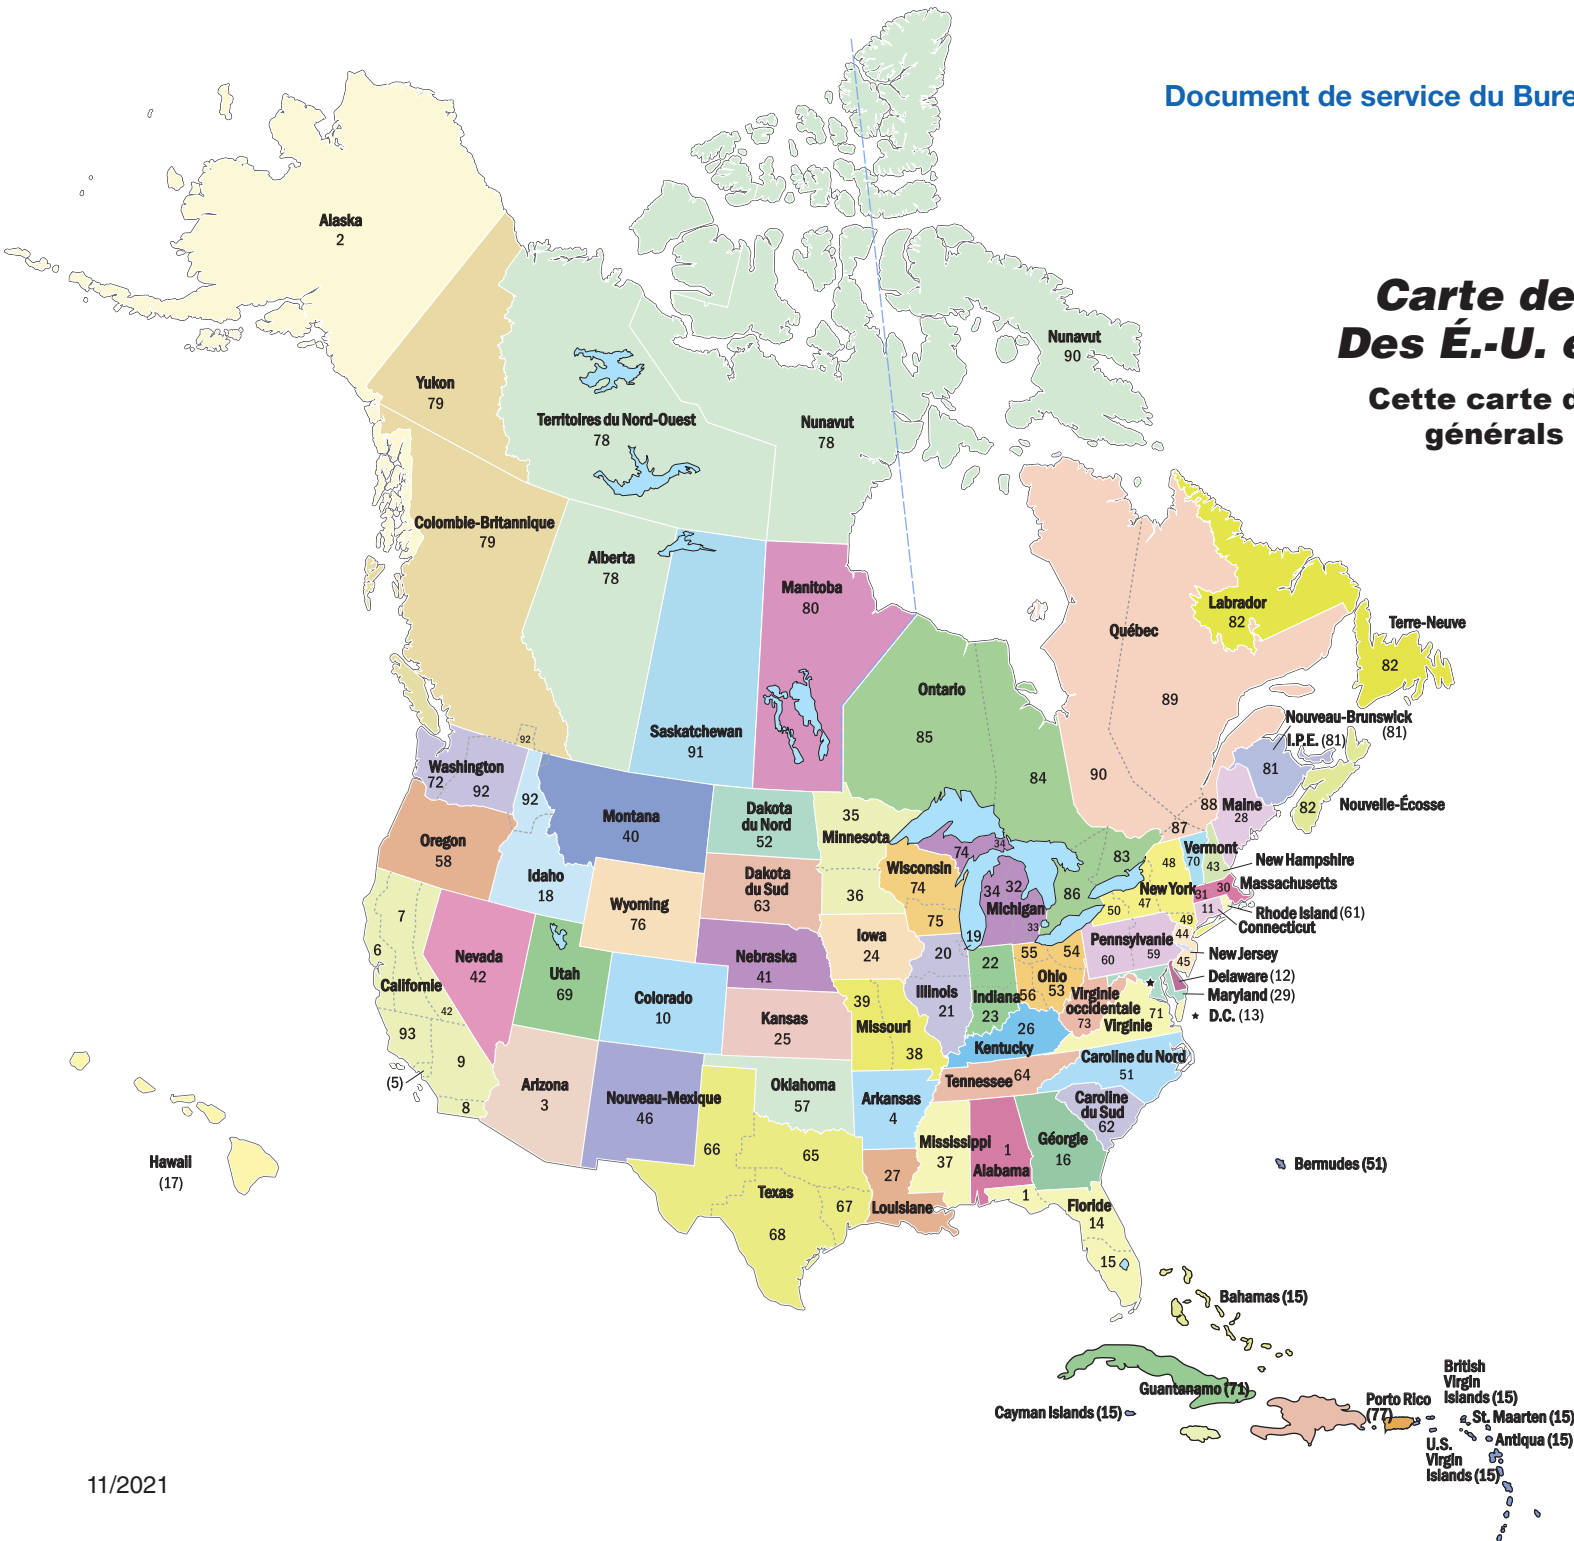 Document de service du Bure
Carte de
Des É.-U. e
Cette carte d
générals
Alaska
2
Yukon
79
Territoires du Nord-Ouest
78
Nunavut
78
Nunavut
90
Colombie-Britannique
79
Alberta
78
Saskatchewan
91
Manitoba
80
Ontario
85
84
83
86
Québec
89
90
88
87
Labrador
82
Terre-Neuve
82
Nouveau-Brunswick
(81)
I.P.E. (81)
81
82
Nouvelle-Écosse
Maine
28
Vermont
70
43
New Hampshire
31
30
Massachusetts
11
Rhode Island (61)
Connecticut
New York
48
47
50
49
44
New Jersey
45
Pennsylvanie
60
59
Delaware (12)
Maryland (29)
★ D.C. (13)
★
Washington
72
92
92
92
Oregon
58
Idaho
18
Montana
40
Dakota
du Nord
52
Dakota
du Sud
63
Minnesota
35
36
Wisconsin
74
75
74
34
Michigan
34
32
33
Wyoming
76
Nebraska
41
Iowa
24
Illinois
19
20
21
Indiana
22
23
Ohio
55
54
56
53
Virginie
occidentale
73
Virginie
71
Kentucky
26
Nevada
42
Utah
69
Colorado
10
Kansas
25
Missouri
39
38
Californie
7
6
42
93
9
(5)
8
Arizona
3
Nouveau-Mexique
46
Oklahoma
57
Arkansas
4
Tennessee
64
Caroline du Nord
51
Caroline
du Sud
62
Mississippi
37
Alabama
1
Géorgie
16
Texas
66
65
67
68
Louisiane
27
Floride
1
14
15
Hawaii
(17)
Bermudes (51)
Bahamas (15)
Guantanamo (71)
Cayman Islands (15)
Porto Rico
(77)
British
Virgin
Islands (15)
St. Maarten (15)
Antiqua (15)
U.S.
Virgin
Islands (15)
11/2021